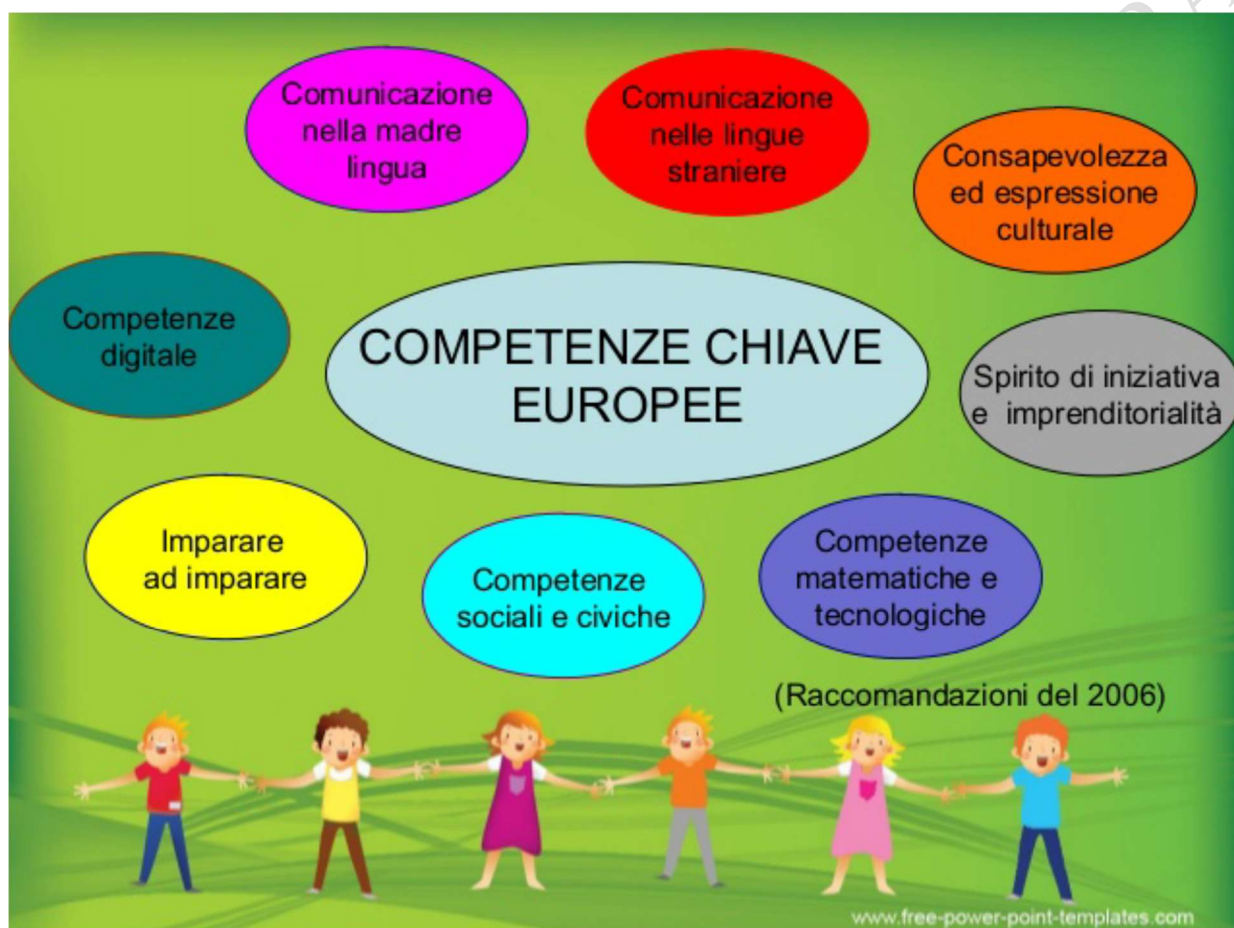 Comunicazione
nella madre
lingua
Comunicazione
nelle lingue
straniere
Consapevolezza
ed espressione
culturale
Competenze
digitale
COMPETENZE CHIAVE
EUROPEE
Spirito di iniziativa
e imprenditorialità
Imparare
ad imparare
Competenze
sociali e civiche
Competenze
matematiche e
tecnologiche
(Raccomandazioni del 2006)
www.free-power-point-templates.com